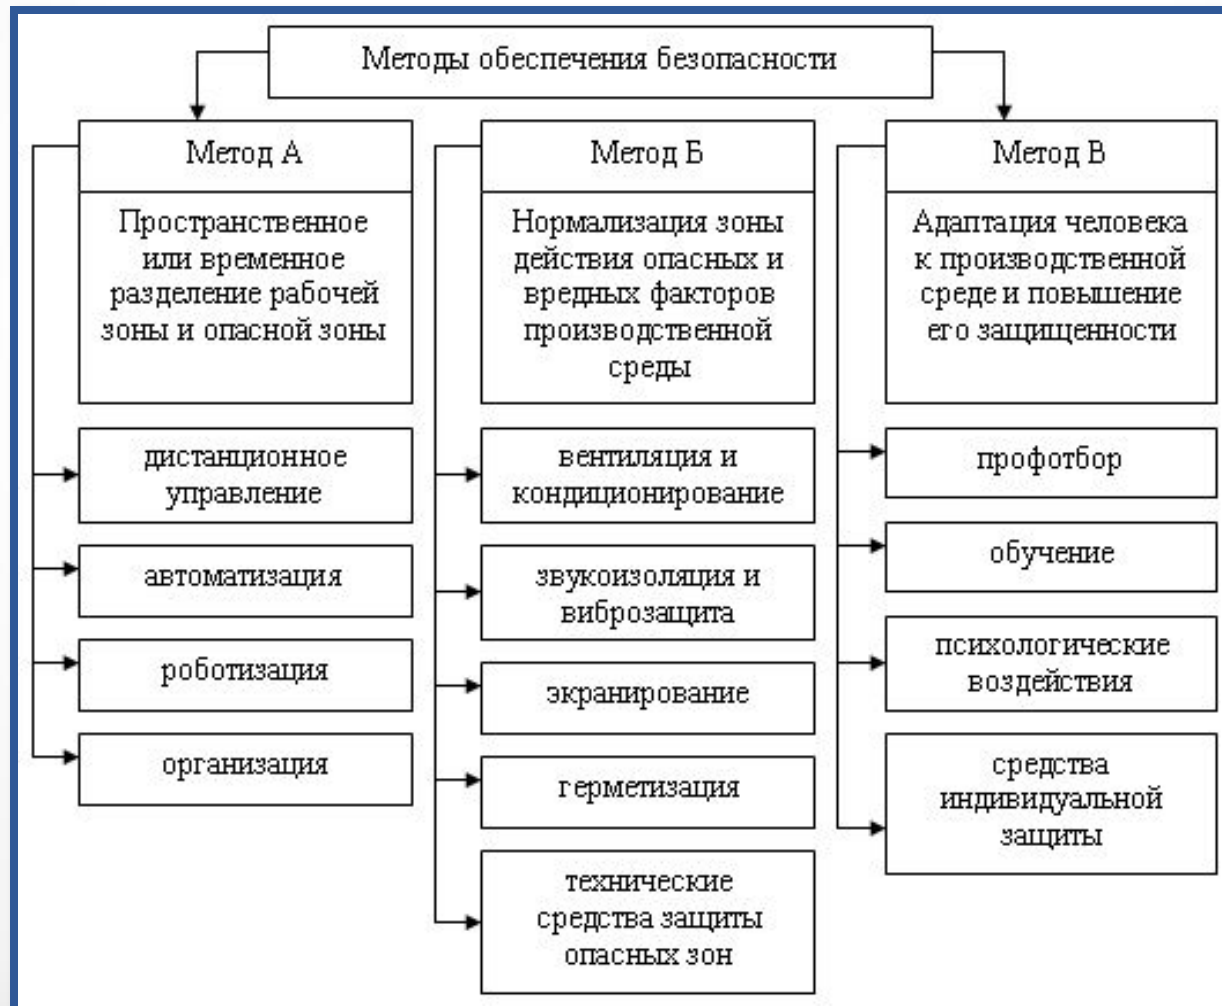 Методы обеспечения безопасности
Метод А
Пространственное
или временное
разделение рабочей
зоны и опасной зоны
дистанционное
управление
автоматизация
роботизация
организация
Метод Б
Нормализация зоны
действия опасных и
вредных факторов
производственной
среды
вентиляция и
кондиционирование
звукоизоляция и
виброзащита
экранирование
герметизация
технические
средства защиты
опасных зон
Метод В
Адаптация человека
к производственной
среде и повышение
его защищенности
профотбор
обучение
психологические
воздействия
средства
индивидуальной
защиты